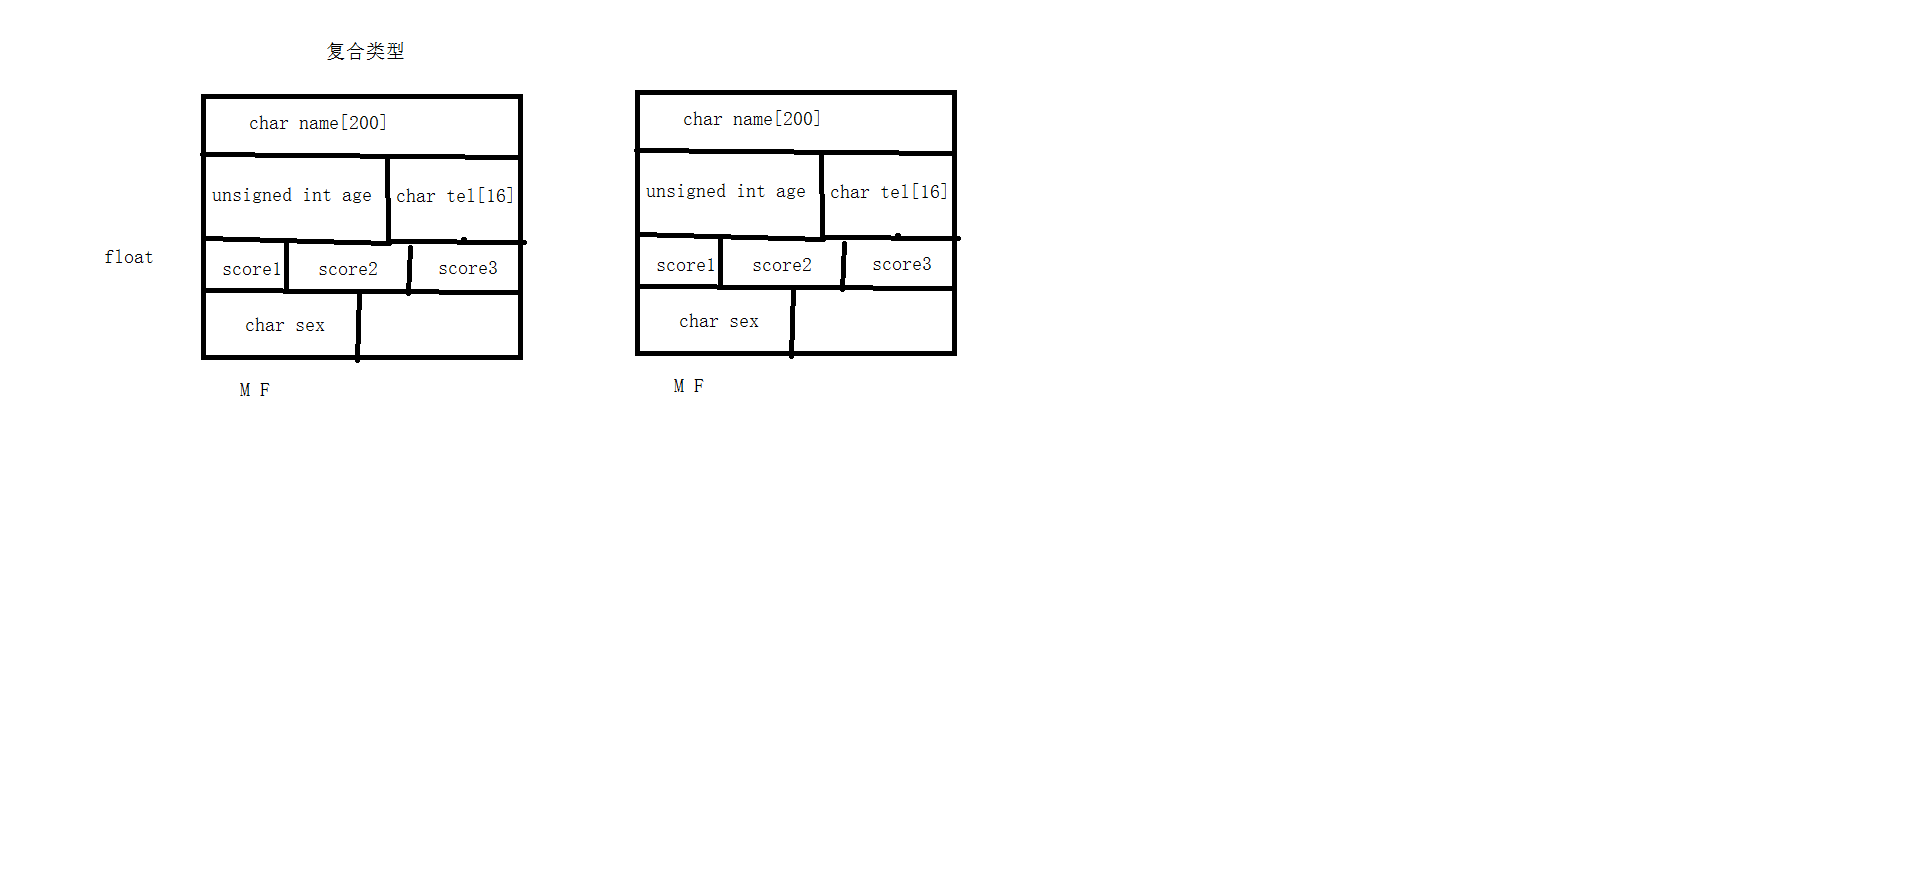 复合类型
char name[200]
unsigned int age char tel[16]
float
score1 score2 score3
char sex
M F
char name[200]
unsigned int age char tel[16]
score1 score2 score3
char sex
M F